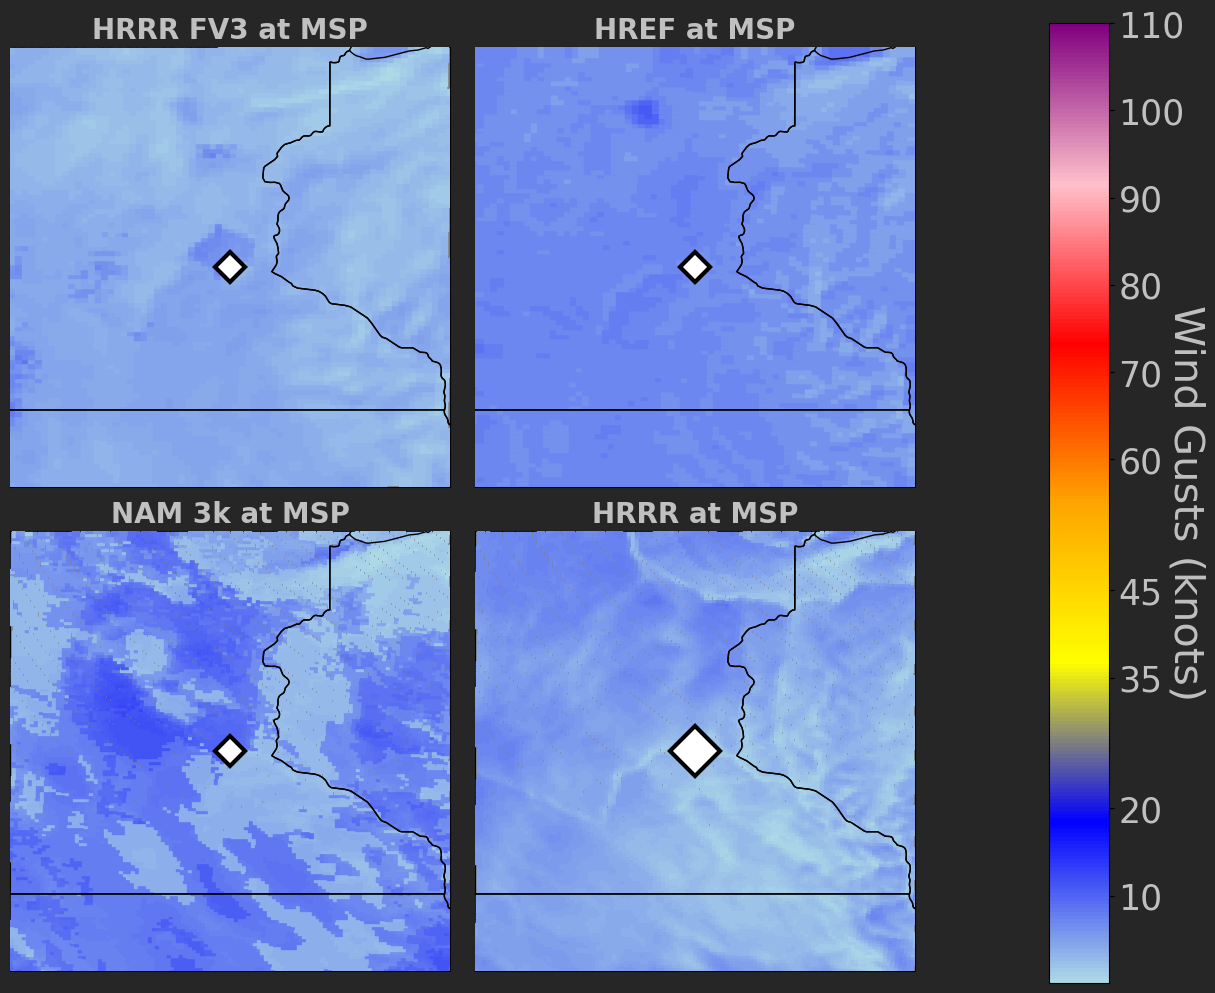 HRRR FV3 at MSP
HREF at MSP
NAM 3k at MSP
HRRR at MSP
110
100
90
80
70
60
45
35
20
10
Wind Gusts (knots)